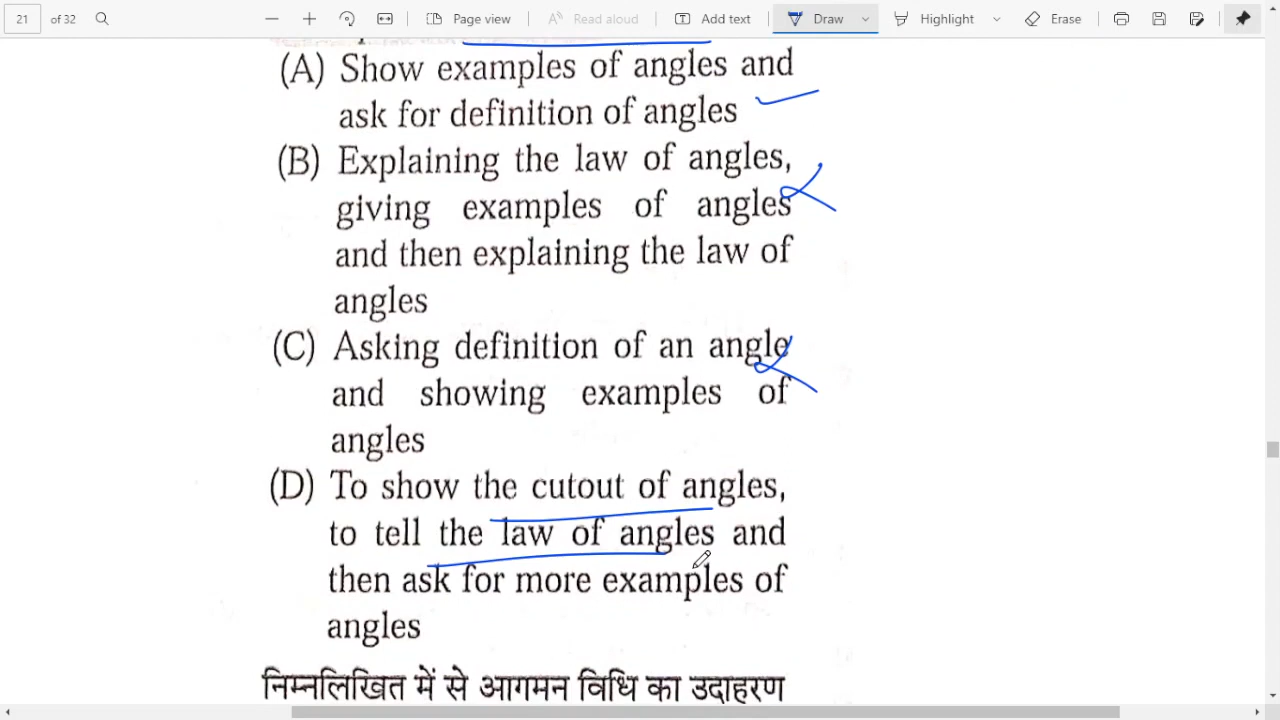 21 of 32 Page view Read aloud Add text Draw Highlight Erase
(A) Show examples of angles and
ask for definition of angles
(B) Explaining the law of angles,
giving examples of angles
and then explaining the law of
angles
(C) Asking definition of an angle
and showing examples of
angles
(D) To show the cutout of angles,
to tell the law of angles and
then ask for more examples of
angles
निम्नलिखित में से आगमन विधि का उदाहरण